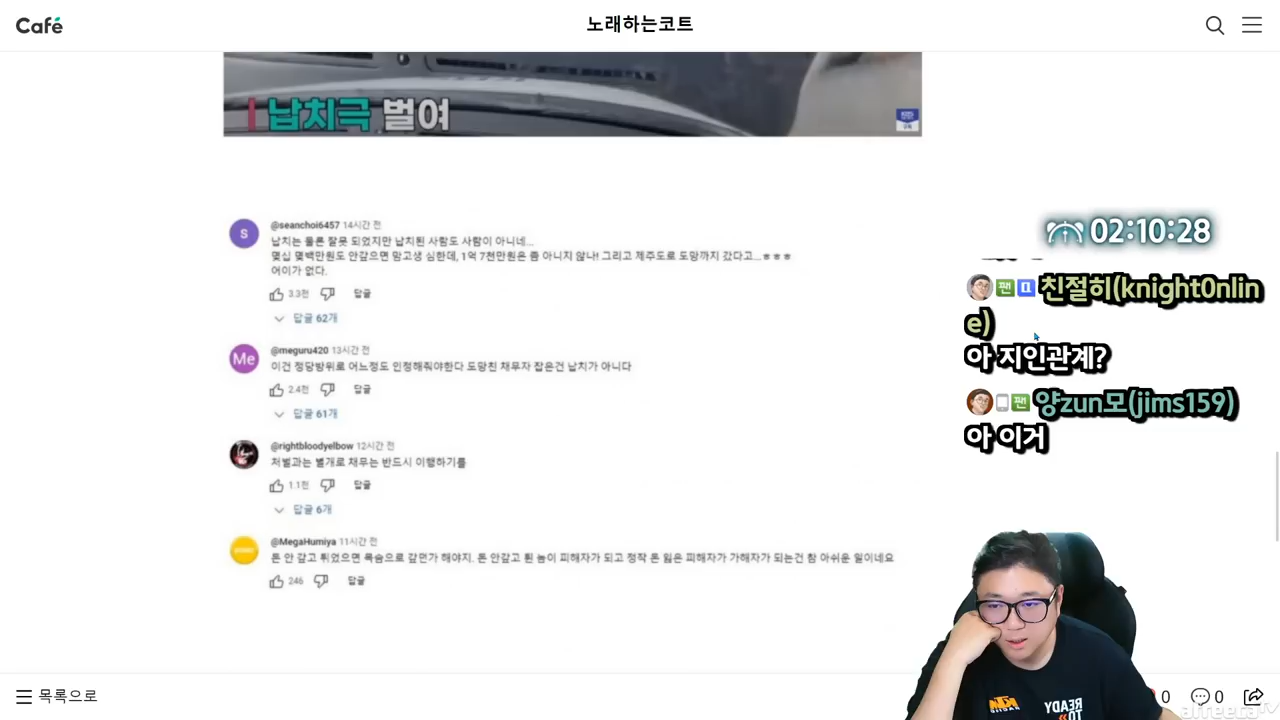 Café
노래하는코트
납치극 벌여
S
@seanchoi6457 14시간 전
납치는 물론 잘못 되었지만 납치된 사람도 사람이 아니네...
몇십 몇백만원도 안갚으면 맘고생 심한데, 1억 7천만원은 좀 아니지 않나! 그리고 제주도로 도망까지 갔다고...ㅎㅎㅎ
어이가 없다.
3.3천 답글
답글 62개
Me
@meguru420 13시간 전
이건 정당방위로 어느정도 인정해줘야한다 도망친 채무자 잡은건 납치가 아니다
2.4천 답글
답글 61개
@rightbloodyelbow 12시간 전
처벌과는 별개로 채무는 반드시 이행하기를
1.1천 답글
답글 6개
@MegaHumiya 11시간 전
돈 안 갚고 튀었으면 목숨으로 갚던가 해야지. 돈 안갚고 튄 놈이 피해자가 되고 정작 돈 잃은 피해자가 가해자가 되는건 참 아쉬운 일이네요
246 답글
02:10:28
팬
친절히(knight0nlin
e)
아 지인관계?
팬 양zun모(jims159)
아 이거
READY
TO
목록으로
0
0
afreecaTV